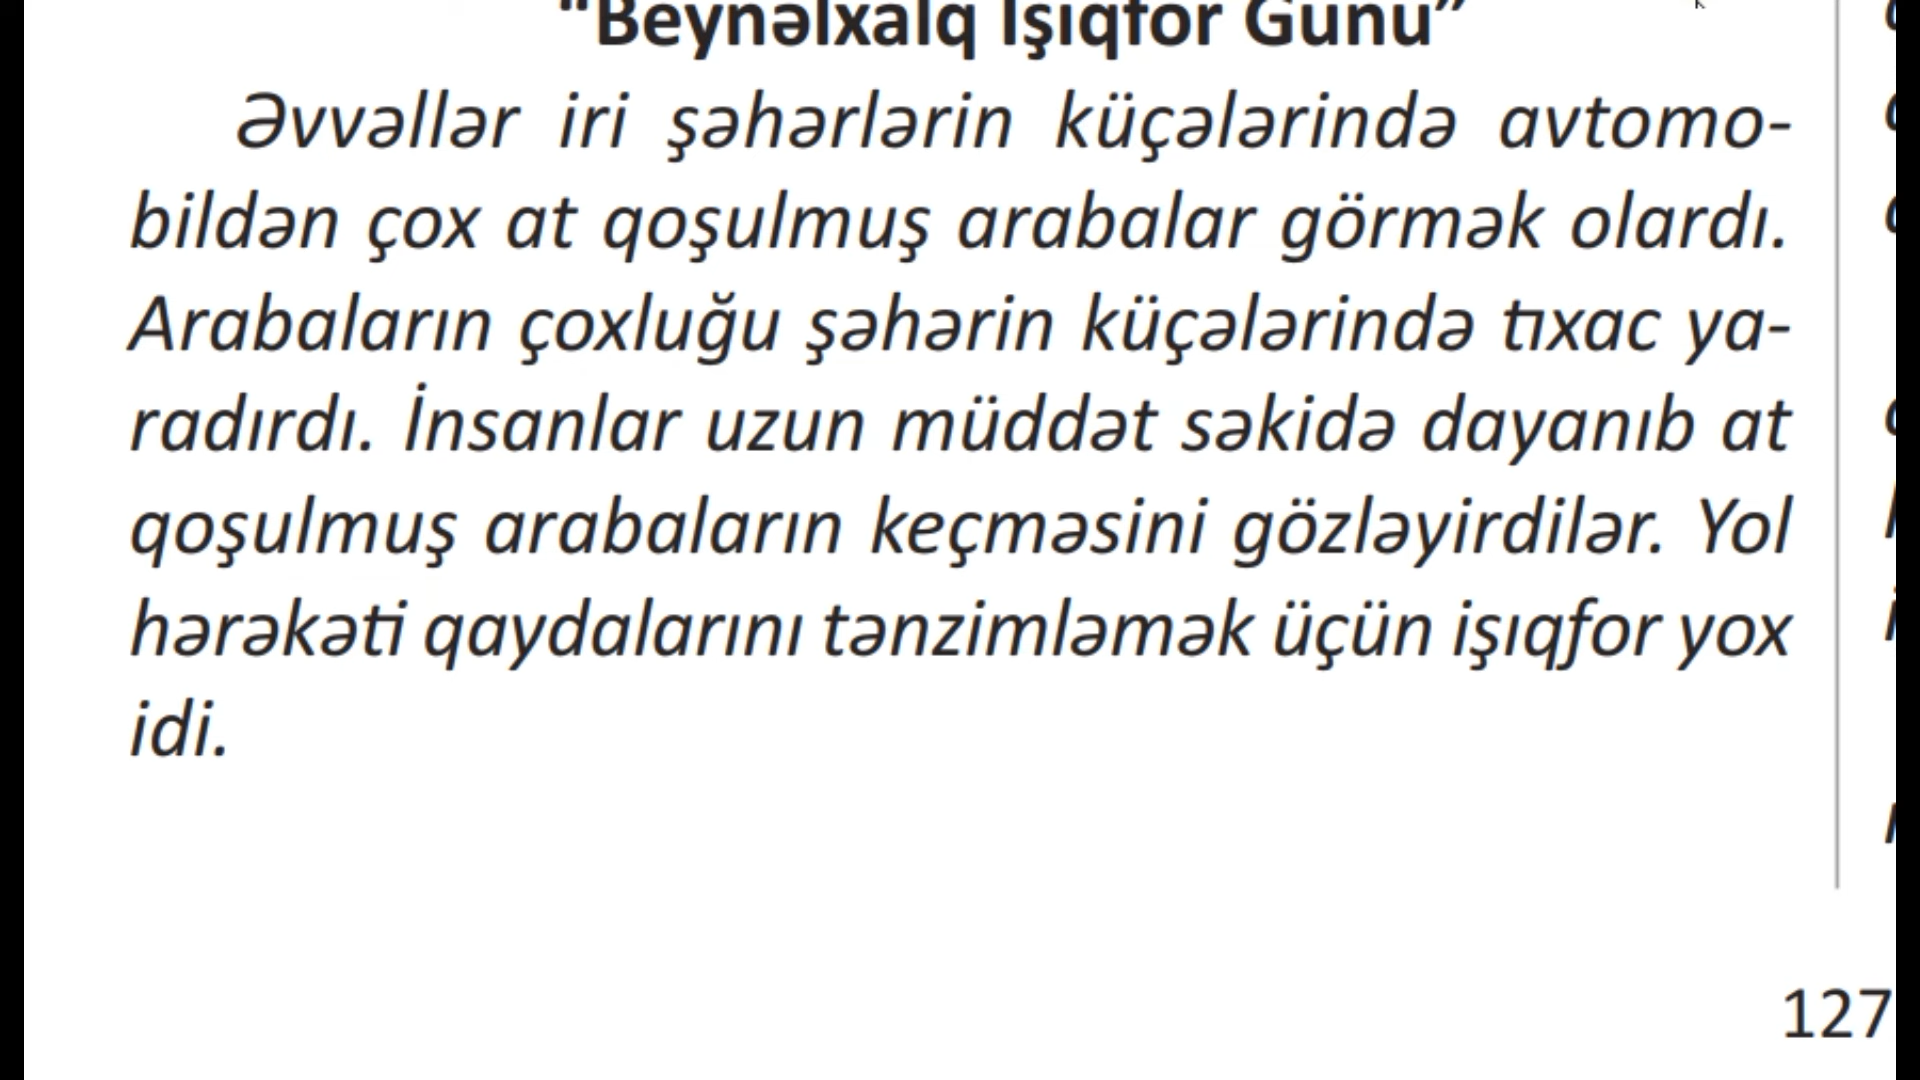 “Beynəlxalq İşıqfor Günü”
Əvvəllər iri şəhərlərin küçələrində avtomo-
bildən çox at qoşulmuş arabalar görmək olardı.
Arabaların çoxluğu şəhərin küçələrində tıxac ya-
radırdı. İnsanlar uzun müddət səkidə dayanıb at
qoşulmuş arabaların keçməsini gözləyirdilər. Yol
hərəkəti qaydalarını tənzimləmək üçün işıqfor yox
idi.
127